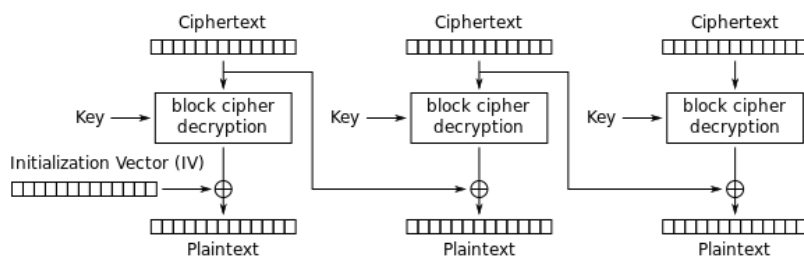 Ciphertext
Ciphertext
Ciphertext
Key
block cipher
decryption
Key
block cipher
decryption
Key
block cipher
decryption
Initialization Vector (IV)
Plaintext
Plaintext
Plaintext